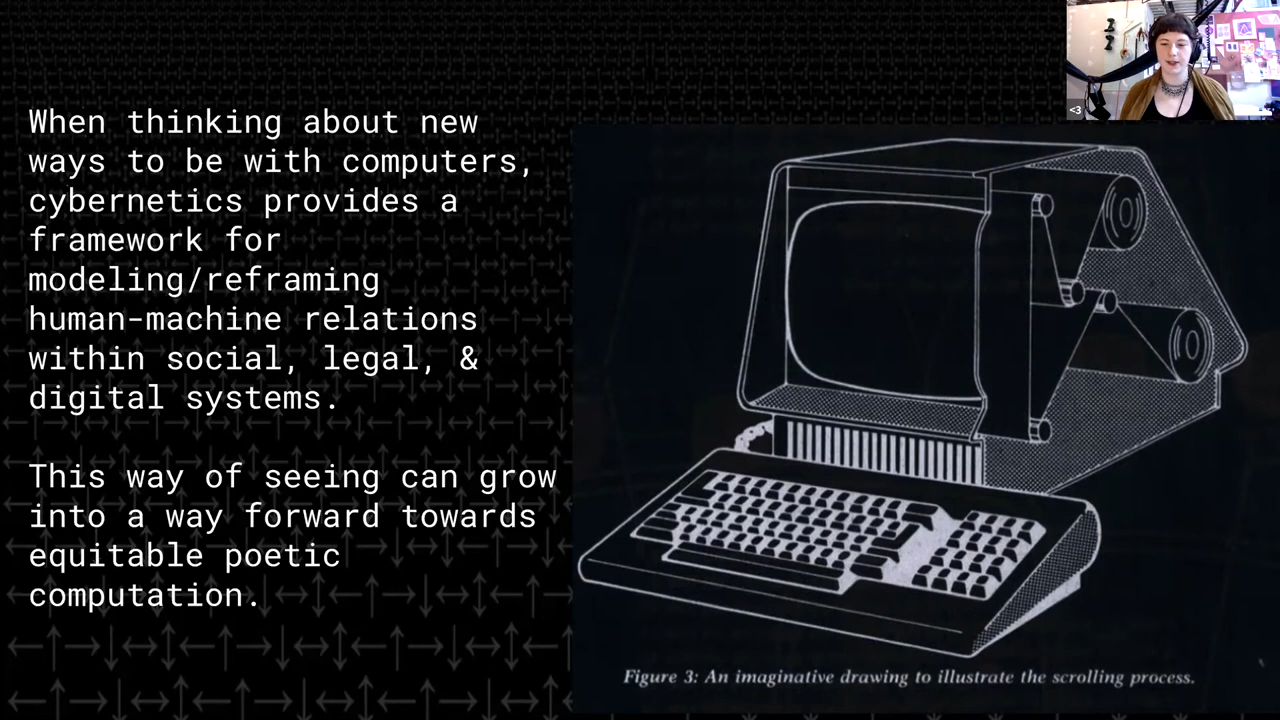 When thinking about new
ways to be with computers,
cybernetics provides a
framework for
modeling/reframing
human-machine relations
within social, legal, &
digital systems.
This way of seeing can grow
into a way forward towards
equitable poetic
computation.
<3
Figure 3: An imaginative drawing to illustrate the scrolling process.